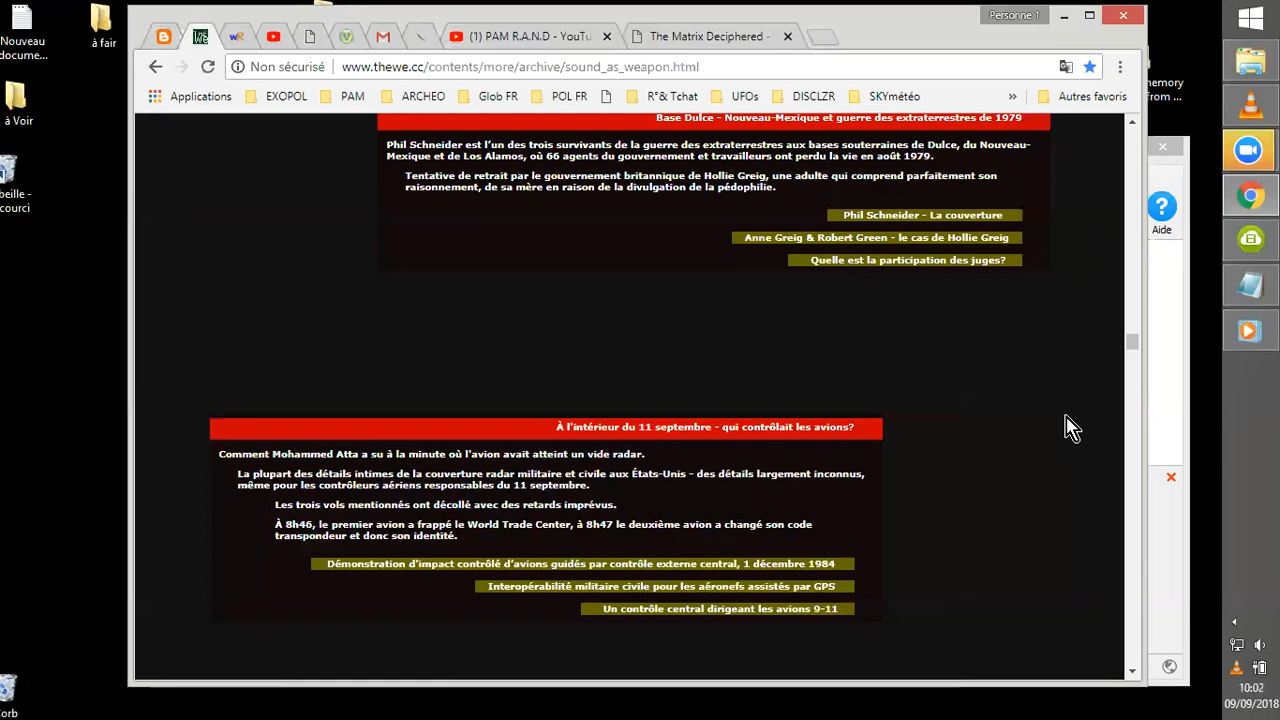 Nouveau
docume...
à fair
à Voir
beille -
courci
Corb
Personne 1
(1) PAM R.A.N.D - YouTu
The Matrix Deciphered -
Non sécurisé
www.thewe.cc/contents/more/archive/sound_as_weapon.html
Applications
EXOPOL
PAM
ARCHEO
Glob FR
POL FR
R°& Tchat
UFOs
DISCLZR
SKYmétéo
»
Autres favoris
Base Dulce - Nouveau-Mexique et guerre des extraterrestres de 1979
Phil Schneider est l'un des trois survivants de la guerre des extraterrestres aux bases souterraines de Dulce, du Nouveau-
Mexique et de Los Alamos, où 66 agents du gouvernement et travailleurs ont perdu la vie en août 1979.
Tentative de retrait par le gouvernement britannique de Hollie Greig, une adulte qui comprend parfaitement son
raisonnement, de sa mère en raison de la divulgation de la pédophilie.
Phil Schneider - La couverture
Anne Greig & Robert Green - le cas de Hollie Greig
Quelle est la participation des juges?
À l'intérieur du 11 septembre - qui contrôlait les avions?
Comment Mohammed Atta a su à la minute où l'avion avait atteint un vide radar.
La plupart des détails intimes de la couverture radar militaire et civile aux États-Unis - des détails largement inconnus,
même pour les contrôleurs aériens responsables du 11 septembre.
Les trois vols mentionnés ont décollé avec des retards imprévus.
À 8h46, le premier avion a frappé le World Trade Center, à 8h47 le deuxième avion a changé son code
transpondeur et donc son identité.
Démonstration d'impact contrôlé d'avions guidés par contrôle externe central, 1 décembre 1984
Interopérabilité militaire civile pour les aéronefs assistés par GPS
Un contrôle central dirigeant les avions 9-11
memory
from ...
Aide
10:02
09/09/2018